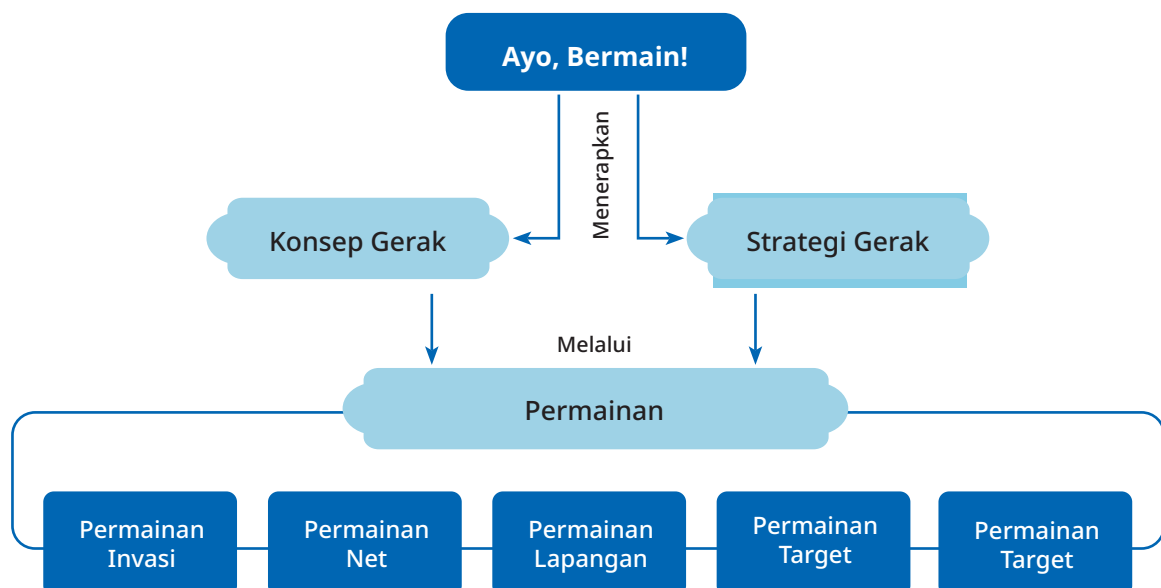 Ayo, Bermain!
Menerapkan
Konsep Gerak
Strategi Gerak
Melalui
Permainan
Permainan
Invasi
Permainan
Net
Permainan
Lapangan
Permainan
Target
Permainan
Target